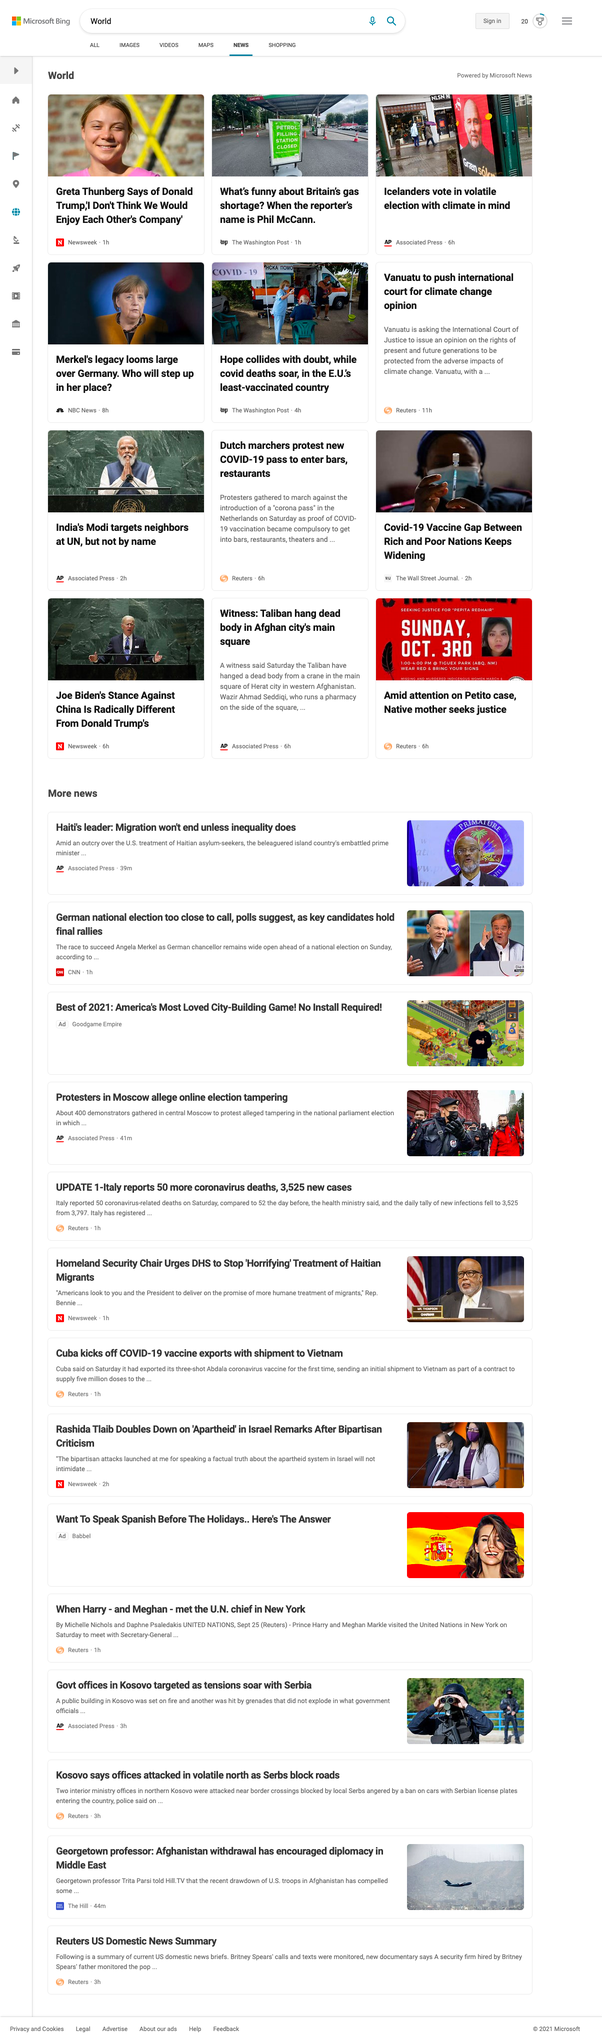 Microsoft Bing
World
Sign in
20
ALL IMAGES VIDEOS MAPS NEWS SHOPPING
World
Powered by Microsoft News
PETROL
FILLING
STATION
CLOSED
Greta Thunberg Says of Donald
Trump,'I Don't Think We Would
Enjoy Each Other's Company'
Newsweek · 1h
What's funny about Britain's gas
shortage? When the reporter's
name is Phil McCann.
wp The Washington Post · 1h
Icelanders vote in volatile
election with climate in mind
AP Associated Press · 6h
COVID - 19
Merkel's legacy looms large
over Germany. Who will step up
in her place?
NBC News · 8h
Hope collides with doubt, while
covid deaths soar, in the E.U.'s
least-vaccinated country
wp The Washington Post · 4h
Vanuatu to push international
court for climate change
opinion
Vanuatu is asking the International Court of
Justice to issue an opinion on the rights of
present and future generations to be
protected from the adverse impacts of
climate change. Vanuatu, with a ...
Reuters · 11h
India's Modi targets neighbors
at UN, but not by name
AP Associated Press · 2h
Dutch marchers protest new
COVID-19 pass to enter bars,
restaurants
Protesters gathered to march against the
introduction of a "corona pass" in the
Netherlands on Saturday as proof of COVID-
19 vaccination became compulsory to get
into bars, restaurants, theaters and ...
Reuters · 6h
Covid-19 Vaccine Gap Between
Rich and Poor Nations Keeps
Widening
The Wall Street Journal. · 2h
Joe Biden's Stance Against
China Is Radically Different
From Donald Trump's
Newsweek · 6h
Witness: Taliban hang dead
body in Afghan city's main
square
A witness said Saturday the Taliban have
hanged a dead body from a crane in the main
square of Herat city in western Afghanistan.
Wazir Ahmad Seddiqi, who runs a pharmacy
on the side of the square, ...
AP Associated Press · 6h
SEEKING JUSTICE FOR "PEPITA REDHAIR"
SUNDAY,
OCT. 3RD
1:00-4:00 PM @ TIGUEX PARK (ABQ, NM)
WEAR RED & BRING YOUR SIGNS
Amid attention on Petito case,
Native mother seeks justice
Reuters · 6h
More news
Haiti's leader: Migration won't end unless inequality does
Amid an outcry over the U.S. treatment of Haitian asylum-seekers, the beleaguered island country's embattled prime
minister ...
AP Associated Press · 39m
PRIMATURE
German national election too close to call, polls suggest, as key candidates hold
final rallies
The race to succeed Angela Merkel as German chancellor remains wide open ahead of a national election on Sunday,
according to ...
CNN · 1h
Best of 2021: America's Most Loved City-Building Game! No Install Required!
Ad Goodgame Empire
Protesters in Moscow allege online election tampering
About 400 demonstrators gathered in central Moscow to protest alleged tampering in the national parliament election
in which ...
AP Associated Press · 41m
UPDATE 1-Italy reports 50 more coronavirus deaths, 3,525 new cases
Italy reported 50 coronavirus-related deaths on Saturday, compared to 52 the day before, the health ministry said, and the daily tally of new infections fell to 3,525
from 3,797. Italy has registered ...
Reuters · 1h
Homeland Security Chair Urges DHS to Stop 'Horrifying' Treatment of Haitian
Migrants
"Americans look to you and the President to deliver on the promise of more humane treatment of migrants," Rep.
Bennie ...
Newsweek · 1h
Cuba kicks off COVID-19 vaccine exports with shipment to Vietnam
Cuba said on Saturday it had exported its three-shot Abdala coronavirus vaccine for the first time, sending an initial shipment to Vietnam as part of a contract to
supply five million doses to the ...
Reuters · 1h
Rashida Tlaib Doubles Down on 'Apartheid' in Israel Remarks After Bipartisan
Criticism
"The bipartisan attacks launched at me for speaking a factual truth about the apartheid system in Israel will not
intimidate ...
Newsweek · 2h
Want To Speak Spanish Before The Holidays.. Here's The Answer
Ad Babbel
When Harry - and Meghan - met the U.N. chief in New York
By Michelle Nichols and Daphne Psaledakis UNITED NATIONS, Sept 25 (Reuters) - Prince Harry and Meghan Markle visited the United Nations in New York on
Saturday to meet with Secretary-General ...
Reuters · 1h
Govt offices in Kosovo targeted as tensions soar with Serbia
A public building in Kosovo was set on fire and another was hit by grenades that did not explode in what government
officials ...
AP Associated Press · 3h
Kosovo says offices attacked in volatile north as Serbs block roads
Two interior ministry offices in northern Kosovo were attacked near border crossings blocked by local Serbs angered by a ban on cars with Serbian license plates
entering the country, police said on ...
Reuters · 3h
Georgetown professor: Afghanistan withdrawal has encouraged diplomacy in
Middle East
Georgetown professor Trita Parsi told Hill.TV that the recent drawdown of U.S. troops in Afghanistan has compelled
some ...
The Hill · 44m
Reuters US Domestic News Summary
Following is a summary of current US domestic news briefs. Britney Spears' calls and texts were monitored, new documentary says A security firm hired by Britney
Spears' father monitored the pop ...
Reuters · 3h
Privacy and Cookies Legal Advertise About our ads Help Feedback
© 2021 Microsoft